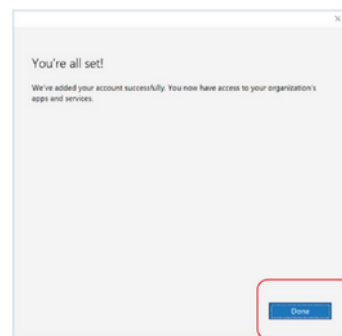 You're all set!
We've added your account successfully. You now have access to your organization's
apps and services.
Done